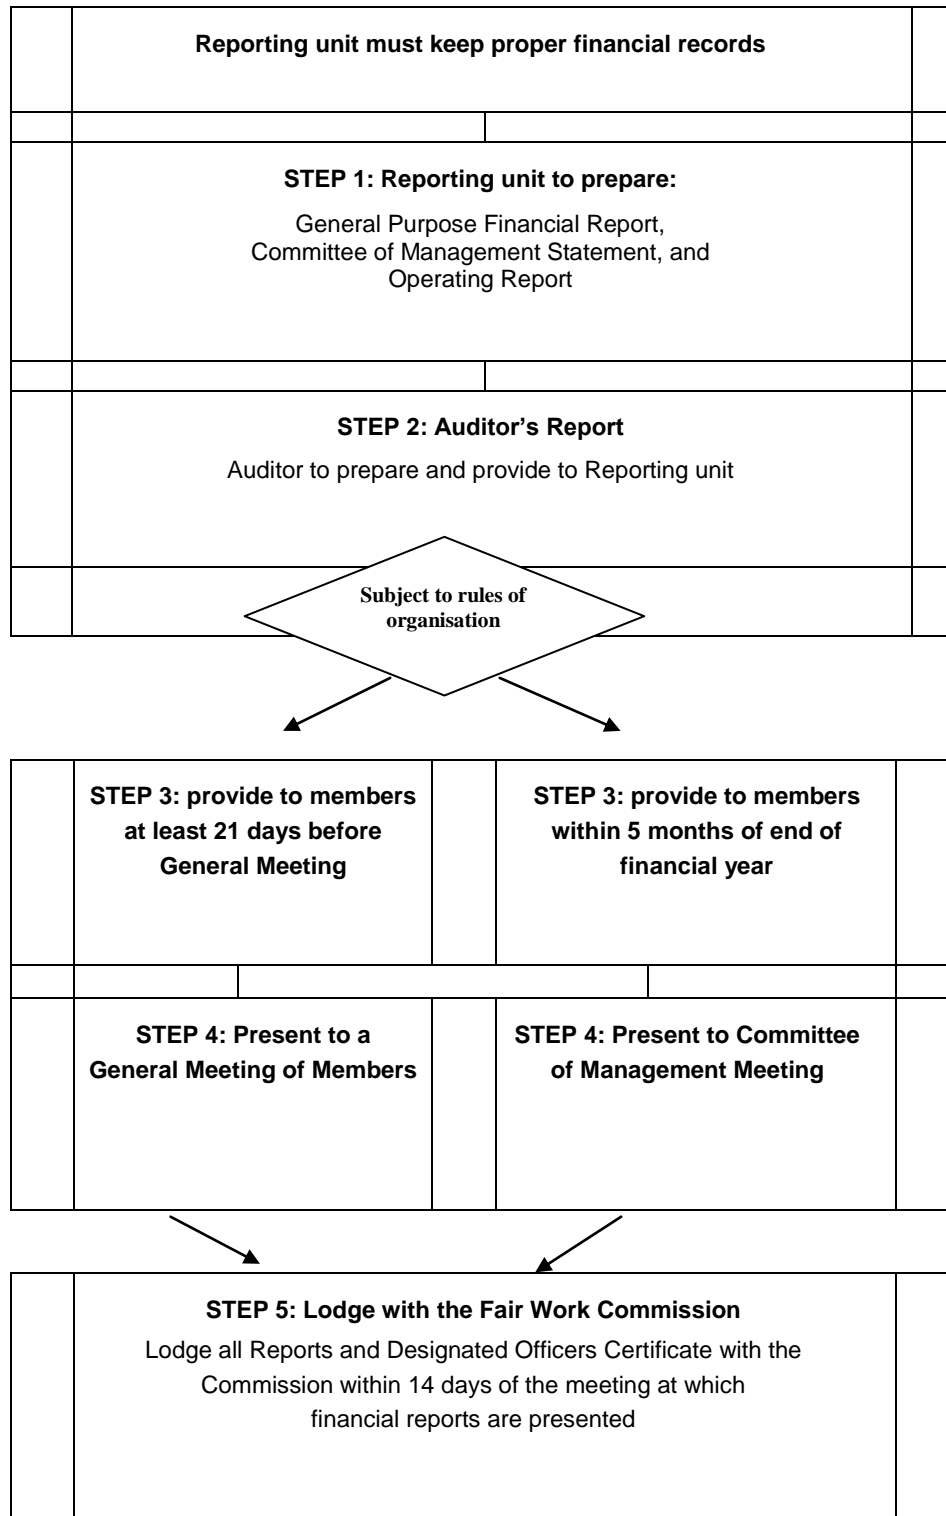 Reporting unit must keep proper financial records
STEP 1: Reporting unit to prepare:
General Purpose Financial Report,
Committee of Management Statement, and
Operating Report
STEP 2: Auditor’s Report
Auditor to prepare and provide to Reporting unit
Subject to rules of
organisation
STEP 3: provide to members
at least 21 days before
General Meeting
STEP 3: provide to members
within 5 months of end of
financial year
STEP 4: Present to a
General Meeting of Members
STEP 4: Present to Committee
of Management Meeting
STEP 5: Lodge with the Fair Work Commission
Lodge all Reports and Designated Officers Certificate with the
Commission within 14 days of the meeting at which
financial reports are presented